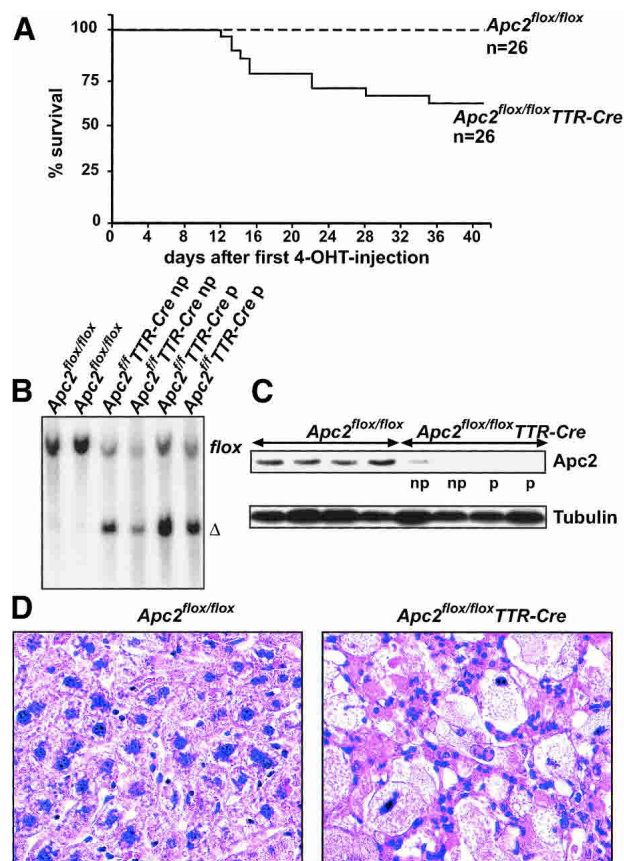 A
Apc2flox/flox
n=26
Apc2flox/floxTTR-Cre
n=26
% survival
100
75
50
25
0
0 4 8 12 16 20 24 28 32 36 40
days after first 4-OHT-injection
B
Apc2flox/flox
Apc2flox/flox
Apc2f/fTTR-Cre np
Apc2f/fTTR-Cre np
Apc2f/fTTR-Cre p
Apc2f/fTTR-Cre p
flox
Δ
C
Apc2flox/flox Apc2flox/floxTTR-Cre
Apc2
np np p p
Tubulin
D
Apc2flox/flox Apc2flox/floxTTR-Cre